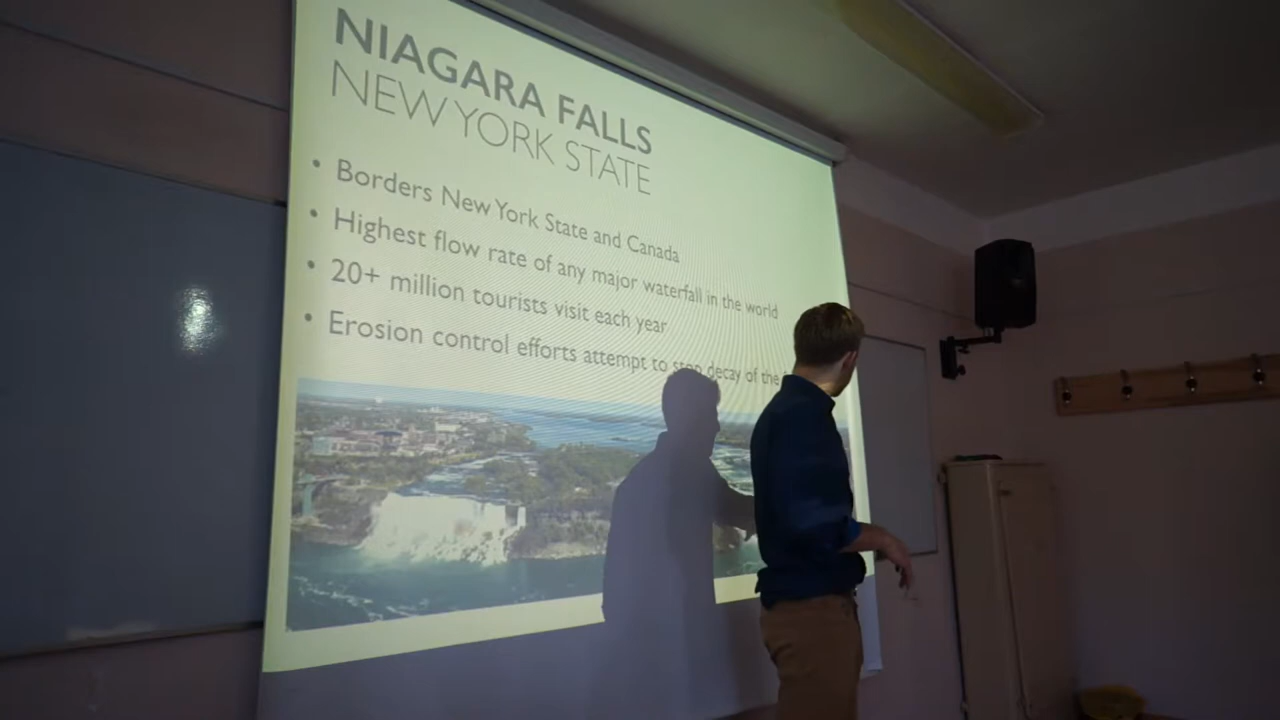 NIAGARA FALLS
NEW YORK STATE
• Borders New York State and Canada
• Highest flow rate of any major waterfall in the world
• 20+ million tourists visit each year
• Erosion control efforts attempt to stop decay of the